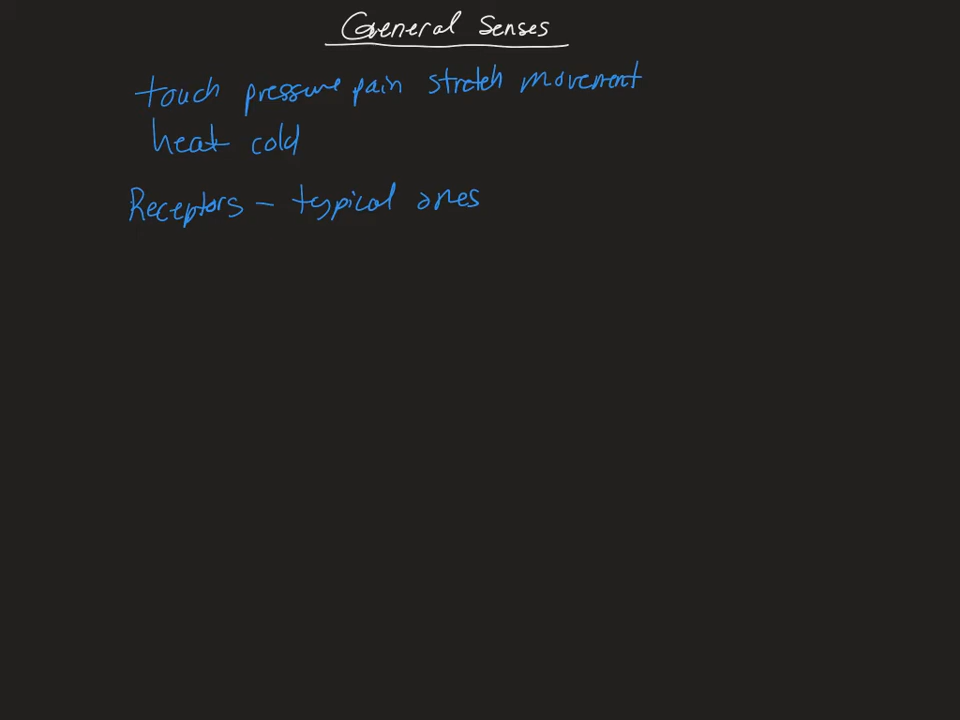 General Senses
touch pressure pain stretch movement
heat cold
Receptors - typical ones